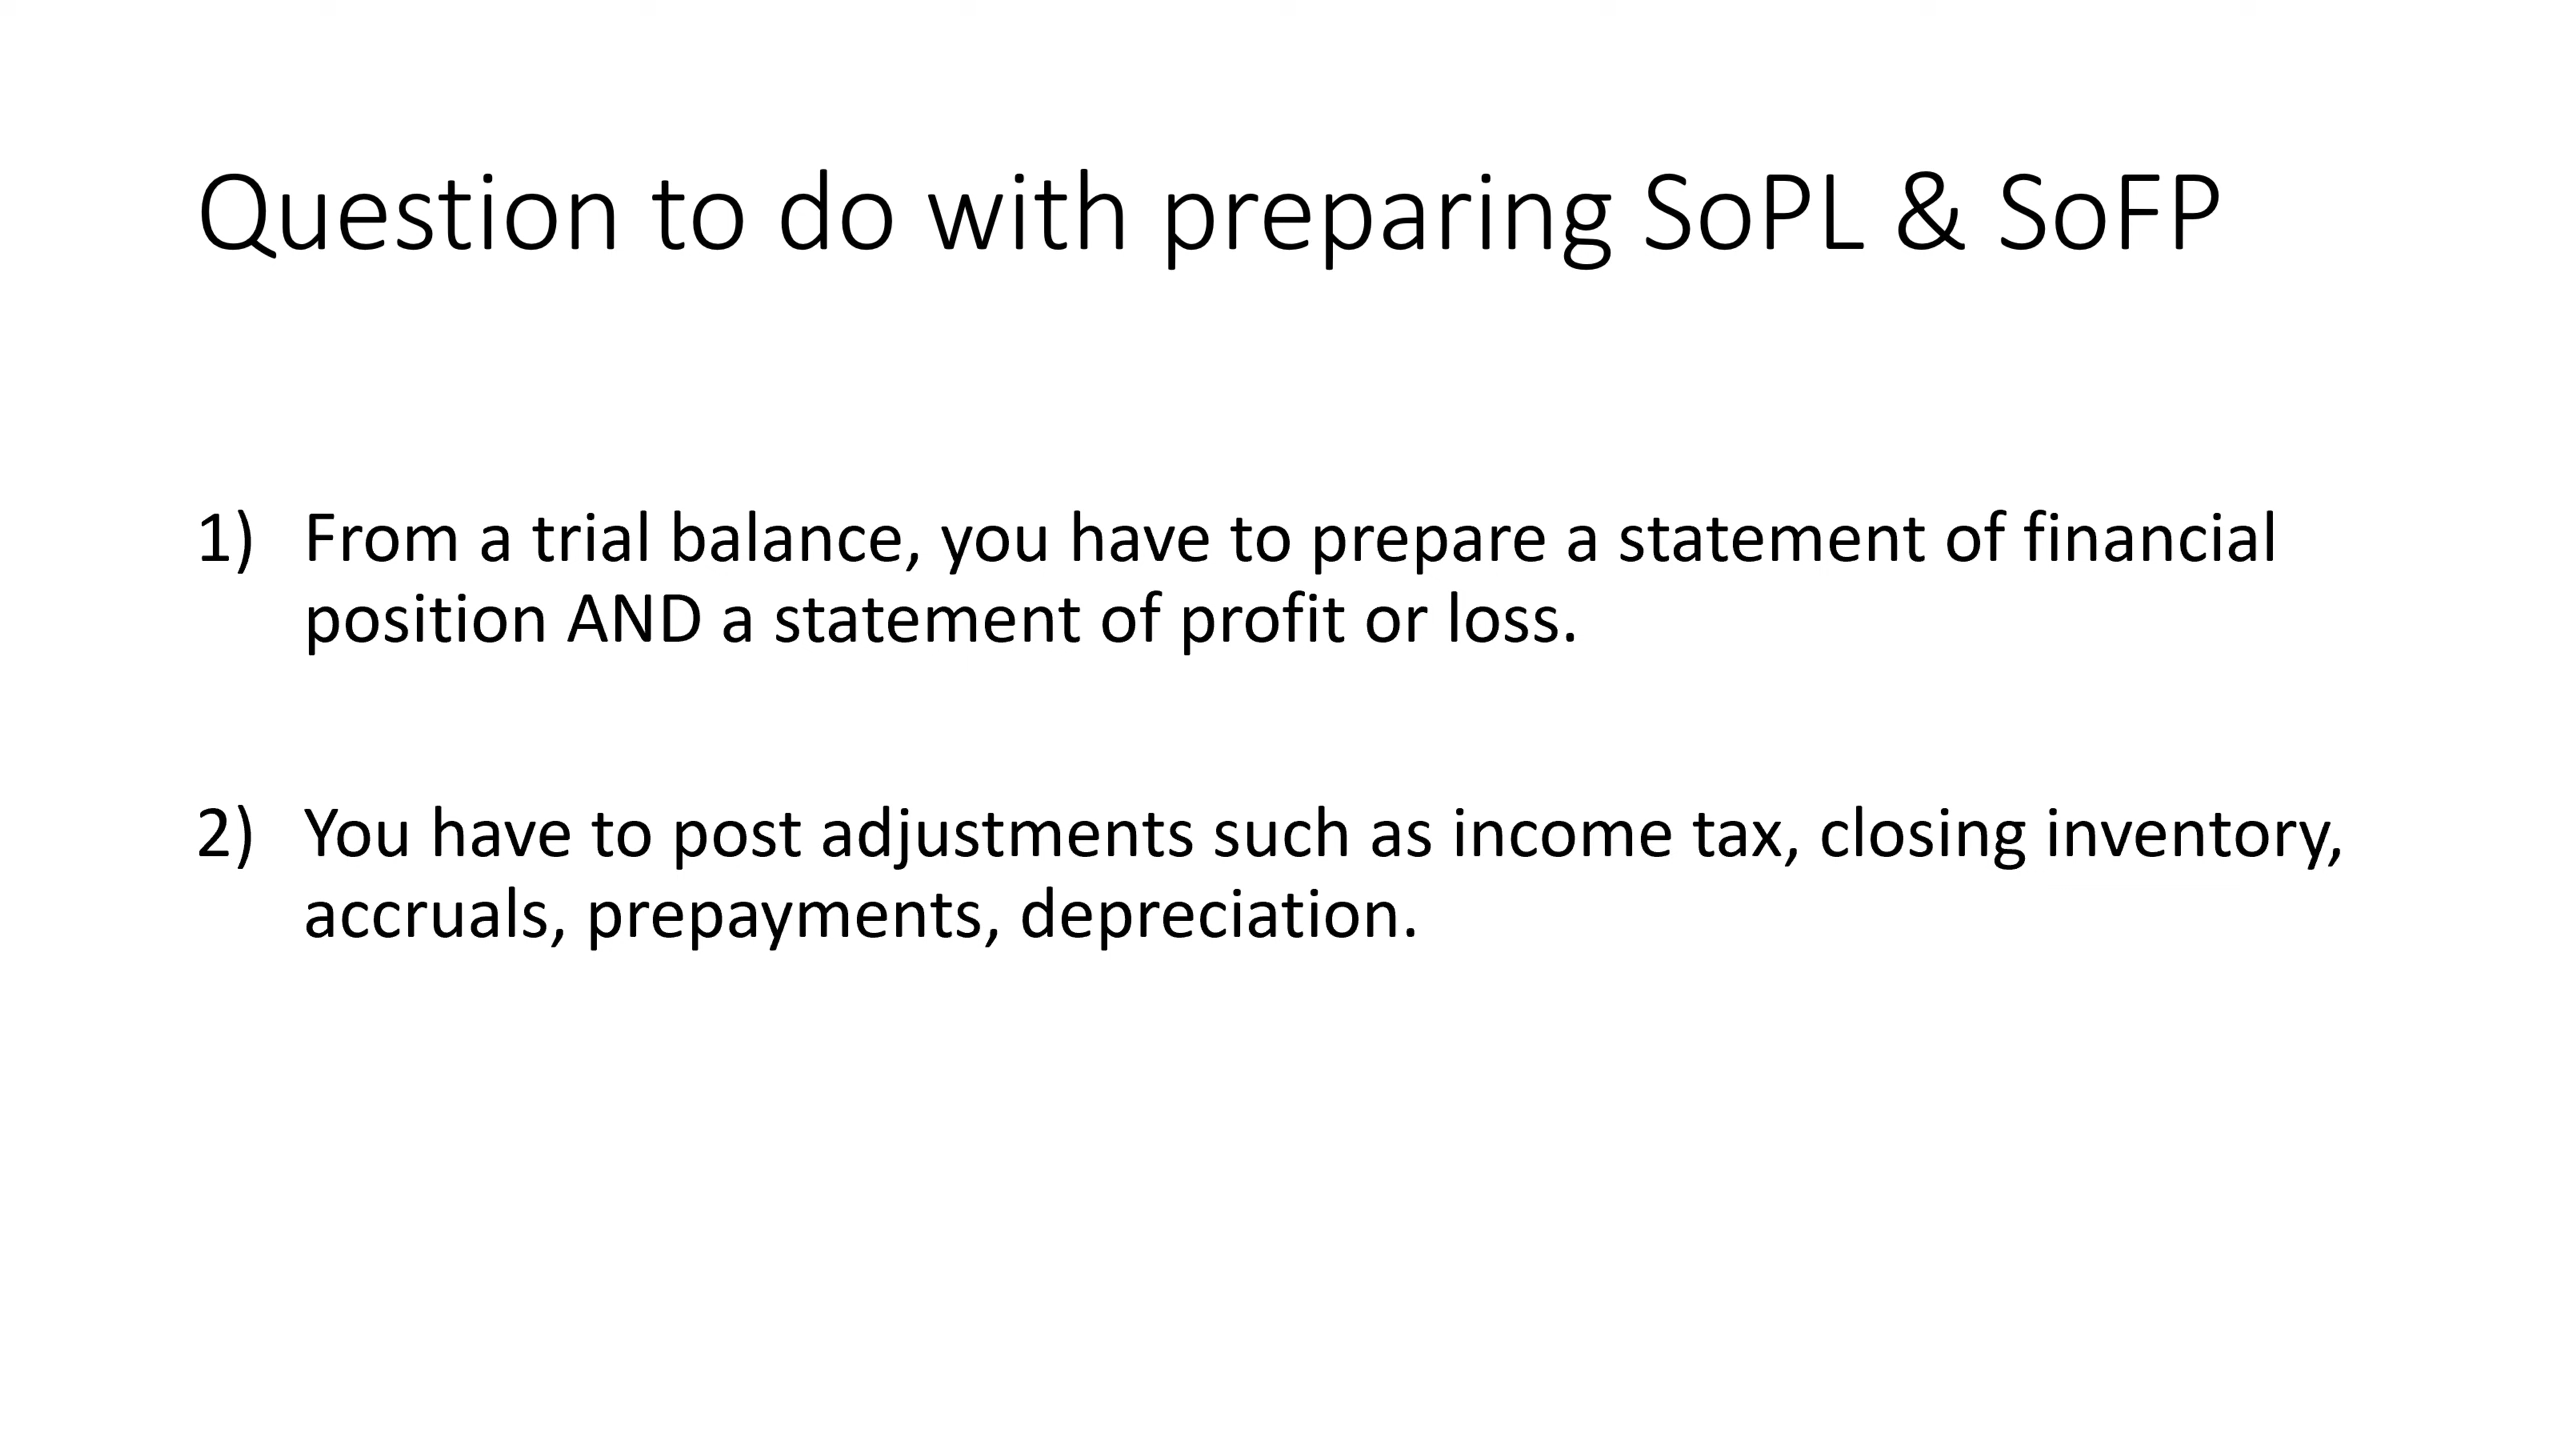 Question to do with preparing SoPL & SoFP
1) From a trial balance, you have to prepare a statement of financial
position AND a statement of profit or loss.
2) You have to post adjustments such as income tax, closing inventory,
accruals, prepayments, depreciation.